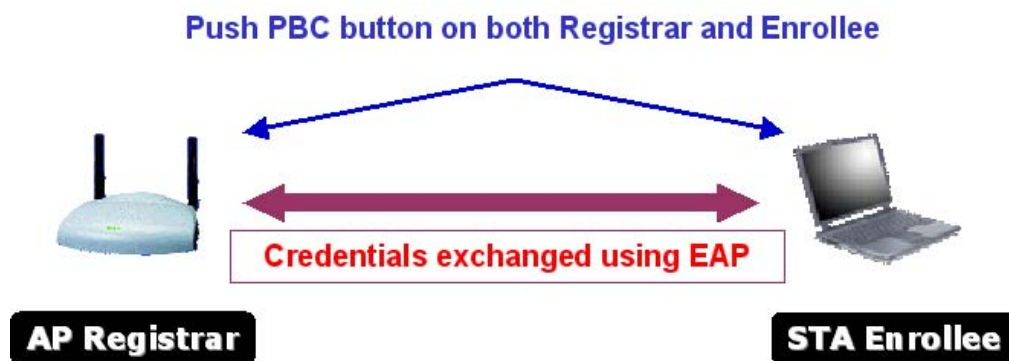 Push PBC button on both Registrar and Enrollee
Credentials exchanged using EAP
AP Registrar
STA Enrollee